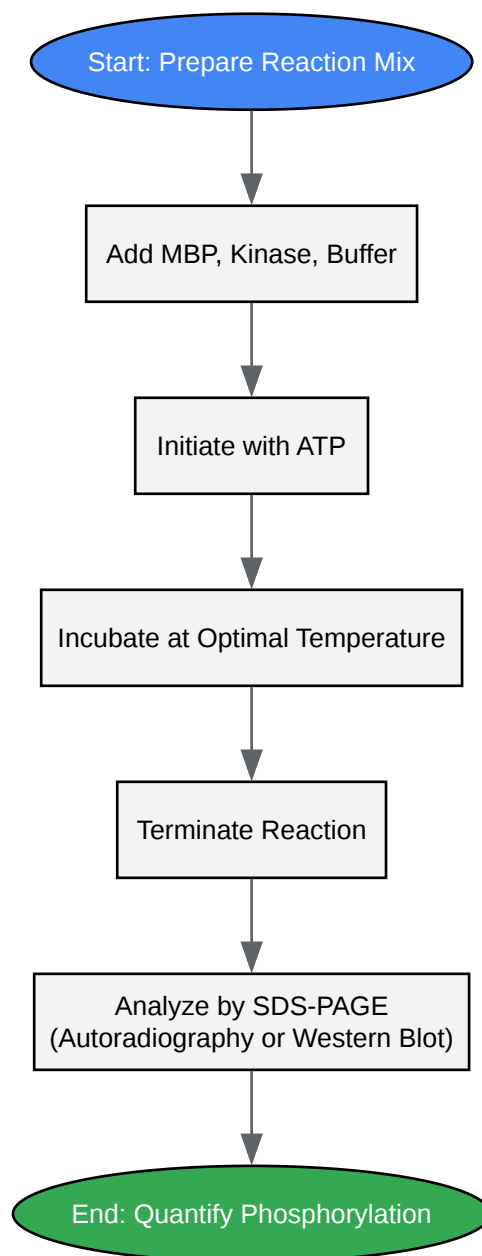 Start: Prepare Reaction Mix
Add MBP, Kinase, Buffer
Initiate with ATP
Incubate at Optimal Temperature
Terminate Reaction
Analyze by SDS-PAGE
(Autoradiography or Western Blot)
End: Quantify Phosphorylation